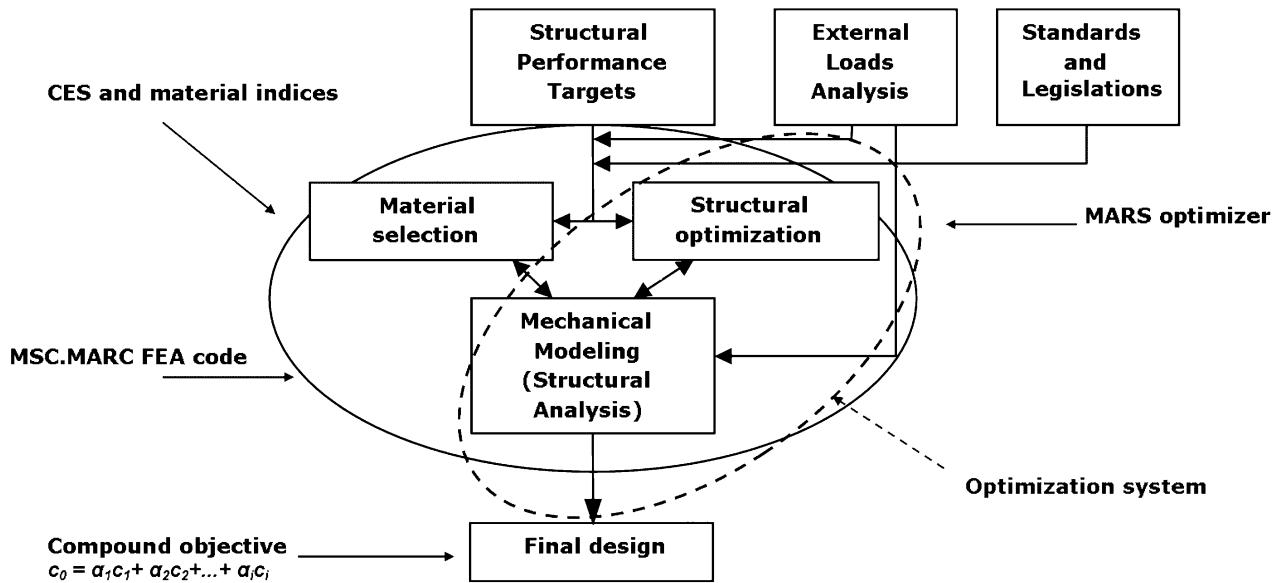 Structural
Performance
Targets
External
Loads
Analysis
Standards
and
Legislations
CES and material indices
Material
selection
Structural
optimization
MARS optimizer
Mechanical
Modeling
(Structural
Analysis)
MSC.MARC FEA code
Optimization system
Final design
Compound objective
c₀ = α₁c₁+ α₂c₂+...+ αᵢcᵢ